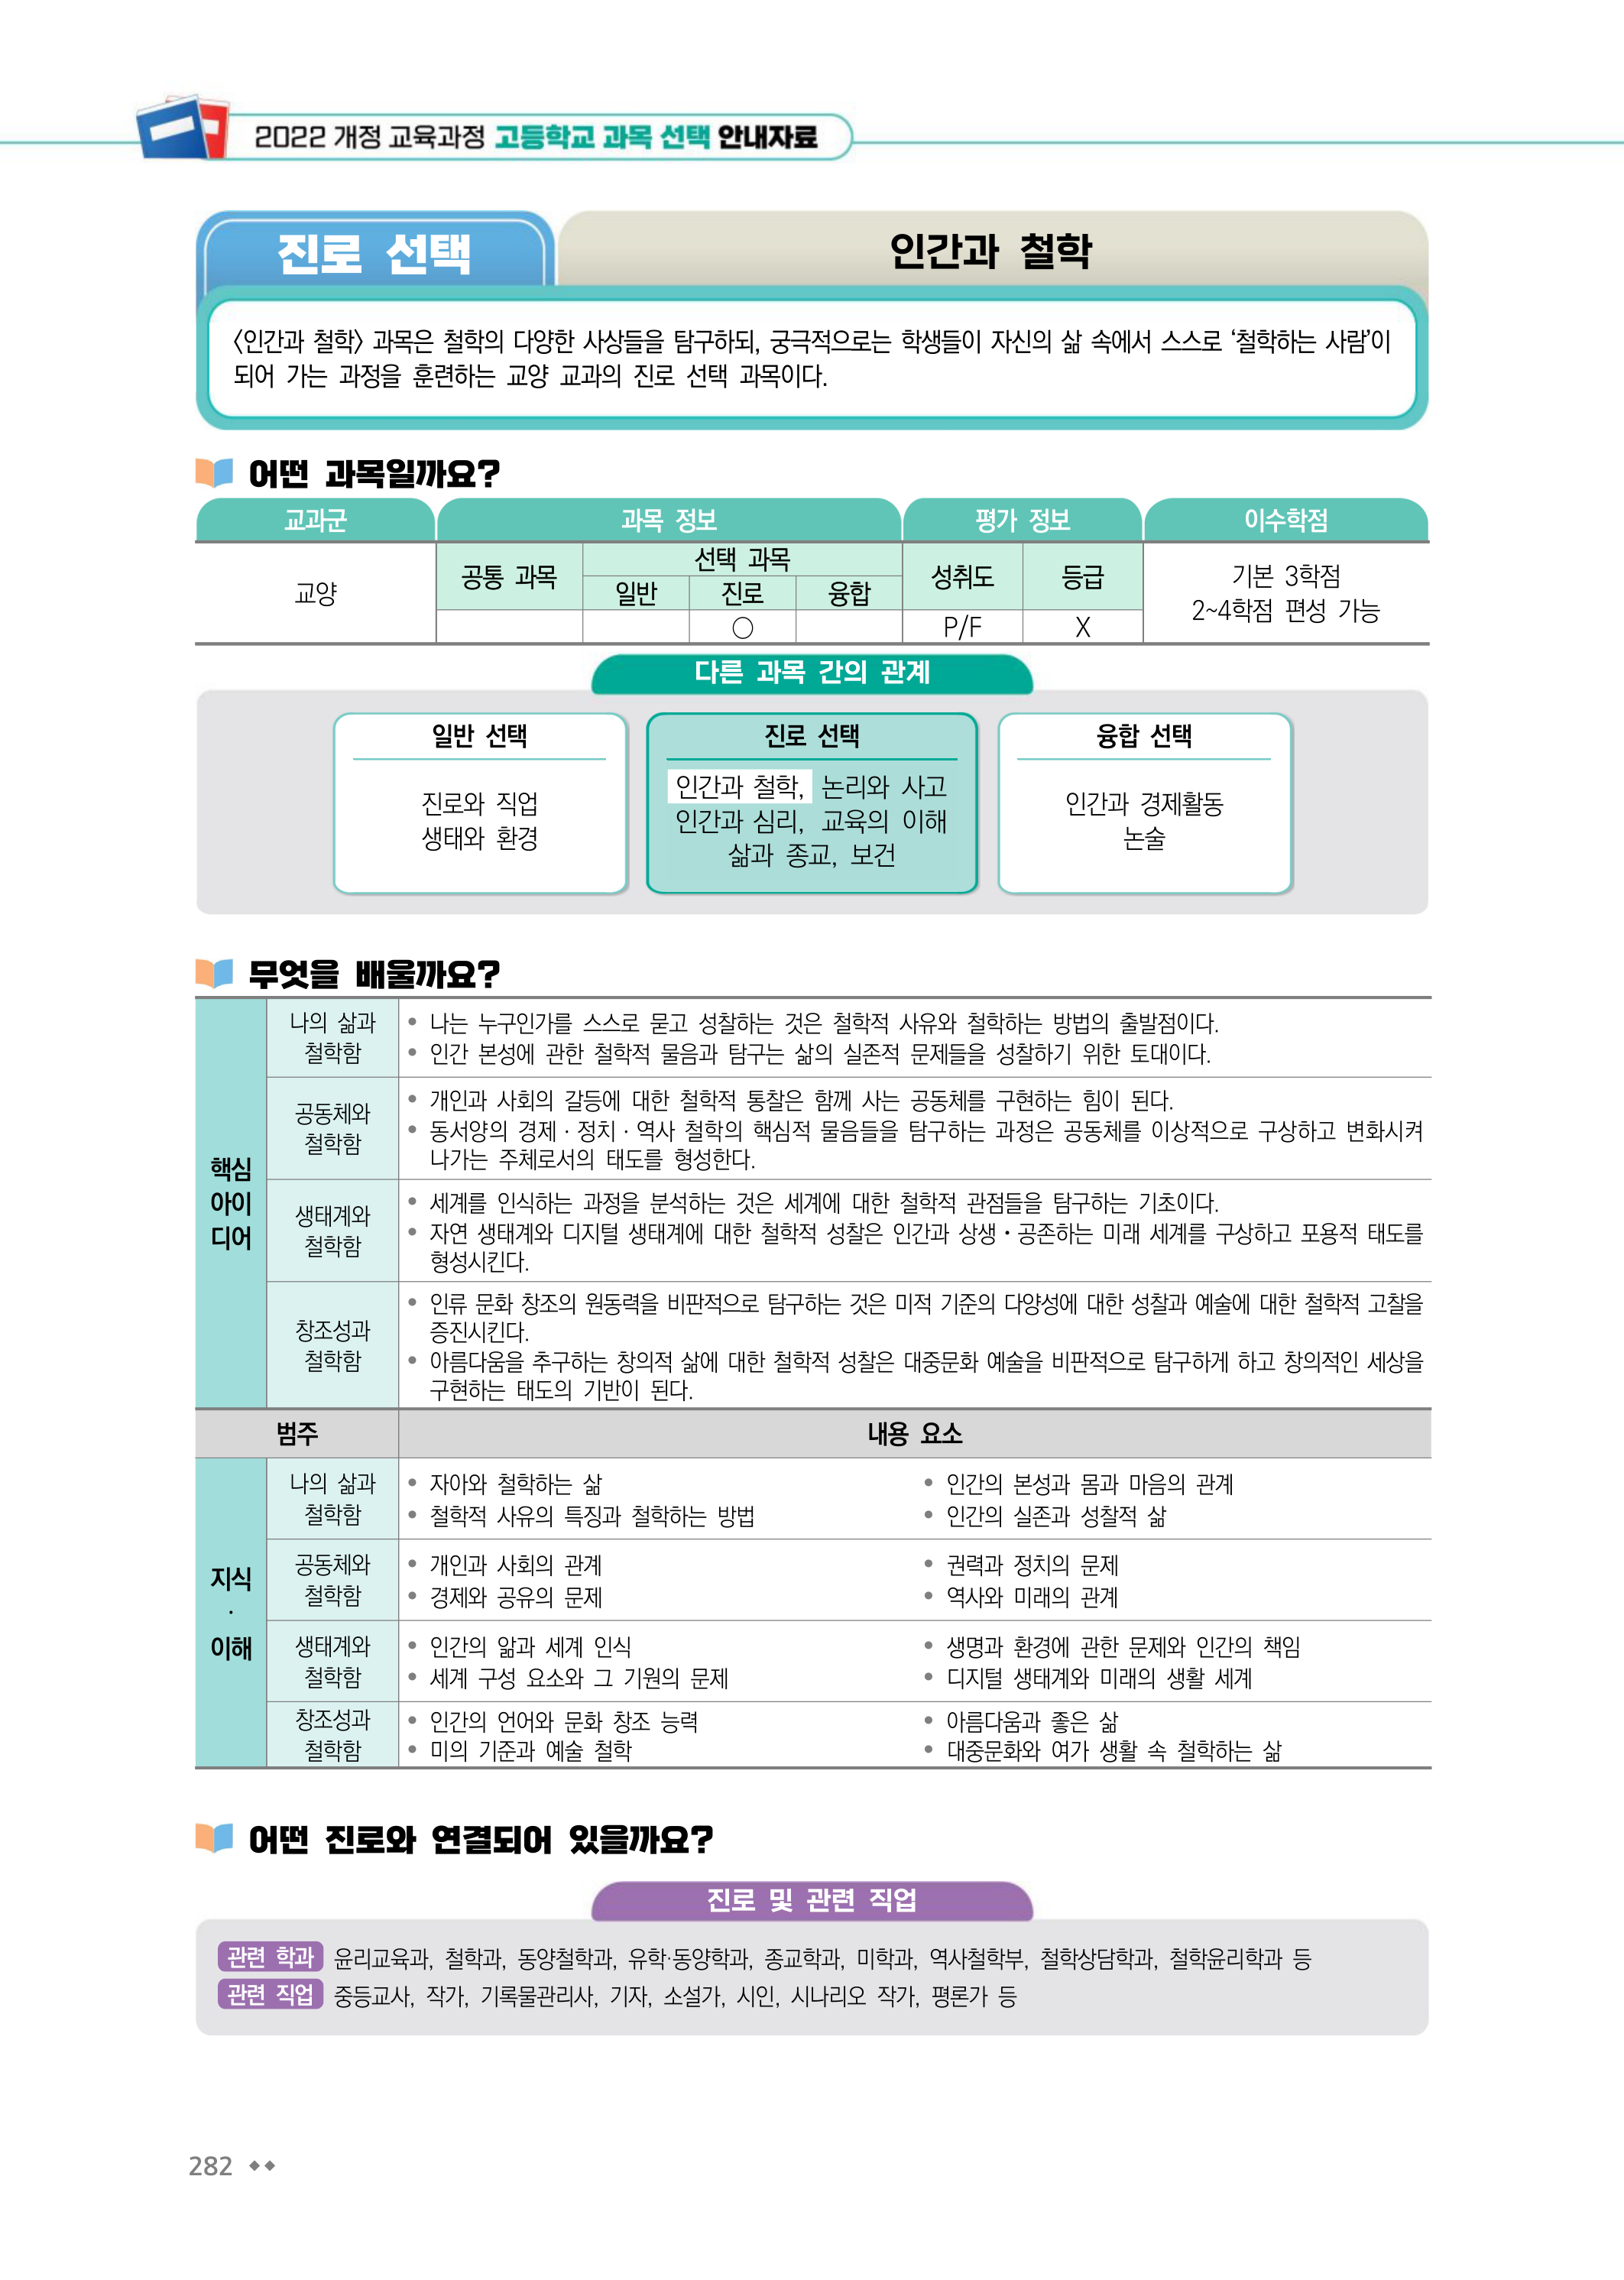 2022 개정 교육과정 고등학교 과목 선택 안내자료
진로 선택
인간과 철학
〈인간과 철학〉 과목은 철학의 다양한 사상들을 탐구하되, 궁극적으로는 학생들이 자신의 삶 속에서 스스로 ‘철학하는 사람’이
되어 가는 과정을 훈련하는 교양 교과의 진로 선택 과목이다.
어떤 과목일까요?
교과군 과목 정보 평가 정보 이수학점
교양
공통 과목
선택 과목
일반 진로 융합
성취도 등급
○ P/F X
기본 3학점
2~4학점 편성 가능
다른 과목 간의 관계
일반 선택
진로와 직업
생태와 환경
진로 선택
인간과 철학, 논리와 사고
인간과 심리, 교육의 이해
삶과 종교, 보건
융합 선택
인간과 경제활동
논술
무엇을 배울까요?
핵심
아이
디어
나의 삶과
철학함
• 나는 누구인가를 스스로 묻고 성찰하는 것은 철학적 사유와 철학하는 방법의 출발점이다.
• 인간 본성에 관한 철학적 물음과 탐구는 삶의 실존적 문제들을 성찰하기 위한 토대이다.
공동체와
철학함
• 개인과 사회의 갈등에 대한 철학적 통찰은 함께 사는 공동체를 구현하는 힘이 된다.
• 동서양의 경제 · 정치 · 역사 철학의 핵심적 물음들을 탐구하는 과정은 공동체를 이상적으로 구상하고 변화시켜
나가는 주체로서의 태도를 형성한다.
생태계와
철학함
• 세계를 인식하는 과정을 분석하는 것은 세계에 대한 철학적 관점들을 탐구하는 기초이다.
• 자연 생태계와 디지털 생태계에 대한 철학적 성찰은 인간과 상생・공존하는 미래 세계를 구상하고 포용적 태도를
형성시킨다.
창조성과
철학함
• 인류 문화 창조의 원동력을 비판적으로 탐구하는 것은 미적 기준의 다양성에 대한 성찰과 예술에 대한 철학적 고찰을
증진시킨다.
• 아름다움을 추구하는 창의적 삶에 대한 철학적 성찰은 대중문화 예술을 비판적으로 탐구하게 하고 창의적인 세상을
구현하는 태도의 기반이 된다.
범주 내용 요소
지식
·
이해
나의 삶과
철학함
• 자아와 철학하는 삶 • 인간의 본성과 몸과 마음의 관계
• 철학적 사유의 특징과 철학하는 방법 • 인간의 실존과 성찰적 삶
공동체와
철학함
• 개인과 사회의 관계 • 권력과 정치의 문제
• 경제와 공유의 문제 • 역사와 미래의 관계
생태계와
철학함
• 인간의 앎과 세계 인식 • 생명과 환경에 관한 문제와 인간의 책임
• 세계 구성 요소와 그 기원의 문제 • 디지털 생태계와 미래의 생활 세계
창조성과
철학함
• 인간의 언어와 문화 창조 능력 • 아름다움과 좋은 삶
• 미의 기준과 예술 철학 • 대중문화와 여가 생활 속 철학하는 삶
어떤 진로와 연결되어 있을까요?
진로 및 관련 직업
관련 학과 윤리교육과, 철학과, 동양철학과, 유학·동양학과, 종교학과, 미학과, 역사철학부, 철학상담학과, 철학윤리학과 등
관련 직업 중등교사, 작가, 기록물관리사, 기자, 소설가, 시인, 시나리오 작가, 평론가 등
282 ◆◆